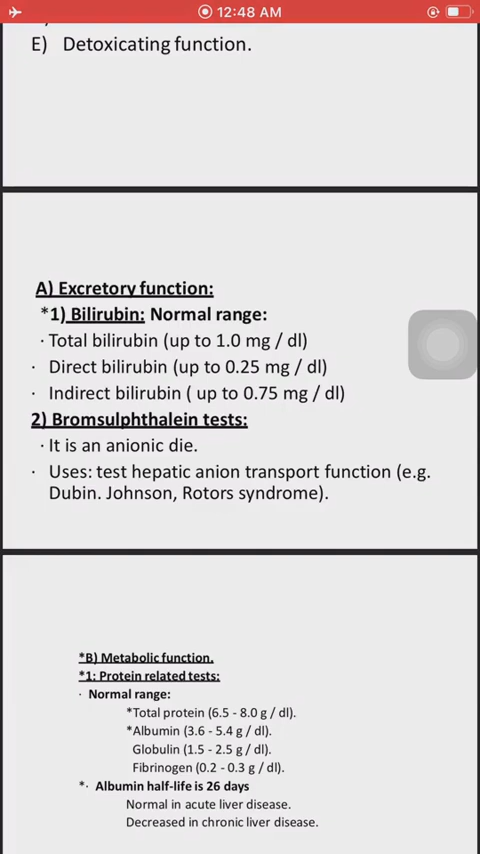 12:48 AM
E) Detoxicating function.
A) Excretory function:
*1) Bilirubin: Normal range:
· Total bilirubin (up to 1.0 mg / dl)
· Direct bilirubin (up to 0.25 mg / dl)
· Indirect bilirubin ( up to 0.75 mg / dl)
2) Bromsulphthalein tests:
· It is an anionic die.
· Uses: test hepatic anion transport function (e.g.
Dubin. Johnson, Rotors syndrome).
*B) Metabolic function.
*1: Protein related tests:
· Normal range:
*Total protein (6.5 - 8.0 g / dl).
*Albumin (3.6 - 5.4 g / dl).
Globulin (1.5 - 2.5 g / dl).
Fibrinogen (0.2 - 0.3 g / dl).
*· Albumin half-life is 26 days
Normal in acute liver disease.
Decreased in chronic liver disease.